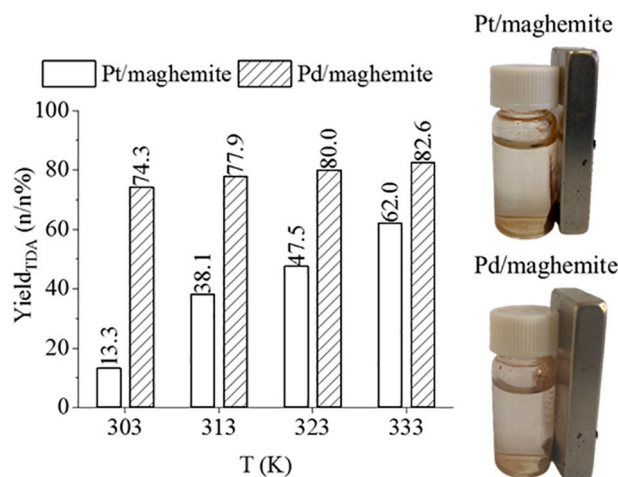 Pt/maghemite
Pt/maghemite Pd/maghemite
100
80
60
40
20
0
Yield_TDA (n/n%)
13.3
74.3
38.1
77.9
47.5
80.0
62.0
82.6
303 313 323 333
T (K)
Pd/maghemite